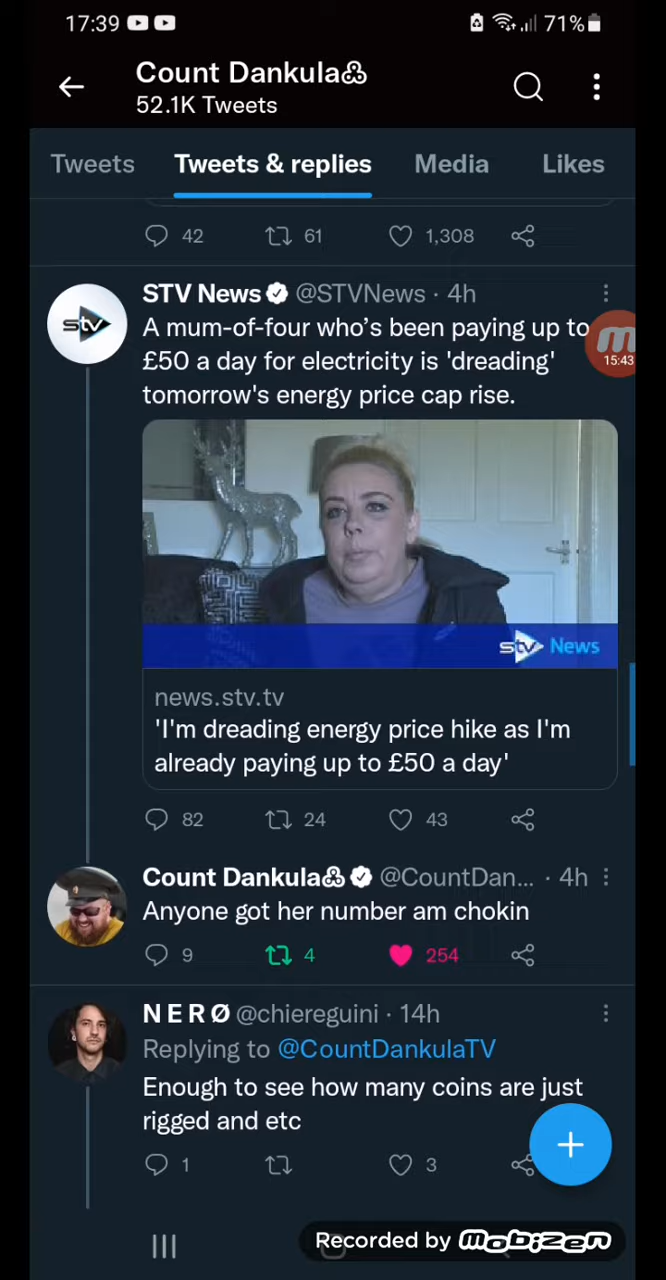 17:39
71%
Count Dankula
52.1K Tweets
Tweets
Tweets & replies
Media
Likes
42 61 1,308
STV News @STVNews · 4h
A mum-of-four who's been paying up to
£50 a day for electricity is 'dreading'
tomorrow's energy price cap rise.
stv
15:43
stv News
news.stv.tv
'I'm dreading energy price hike as I'm
already paying up to £50 a day'
82 24 43
Count Dankula @CountDan... · 4h
Anyone got her number am chokin
9 4 254
N E R Ø @chiereguini · 14h
Replying to @CountDankulaTV
Enough to see how many coins are just
rigged and etc
1 3
Recorded by mobizen